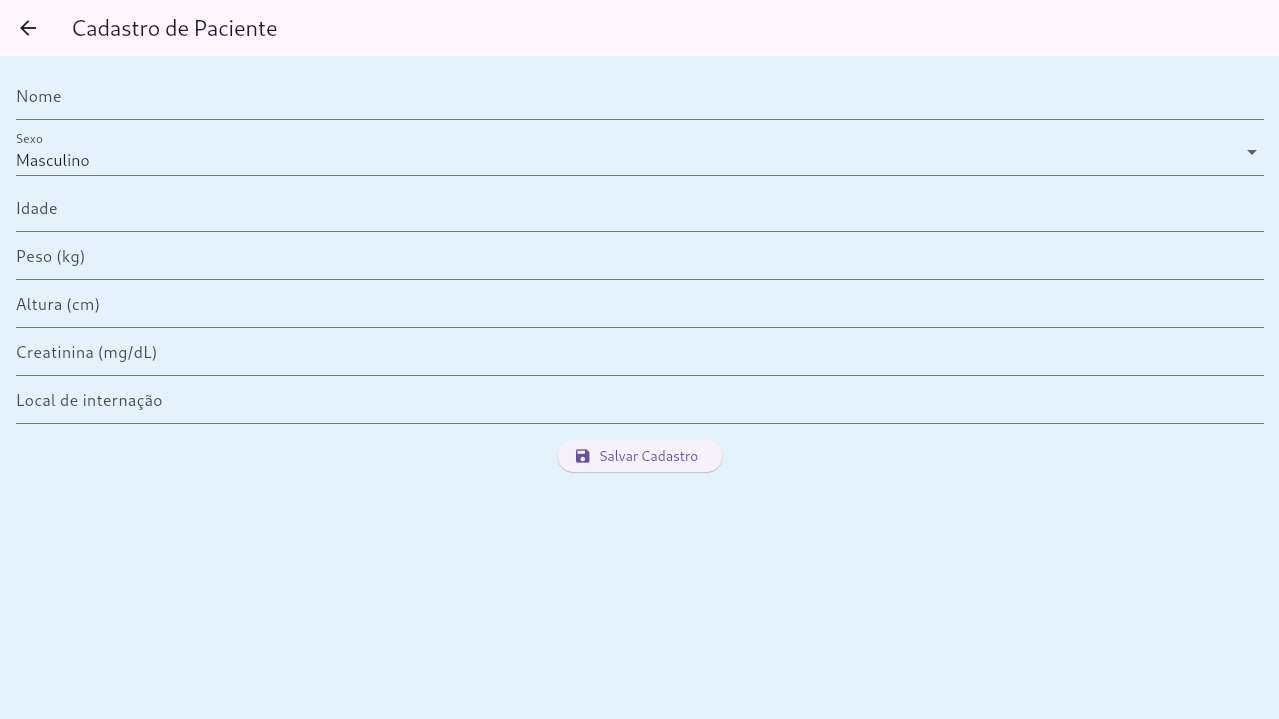 Cadastro de Paciente
Nome
Sexo
Masculino
Idade
Peso (kg)
Altura (cm)
Creatinina (mg/dL)
Local de internação
Salvar Cadastro